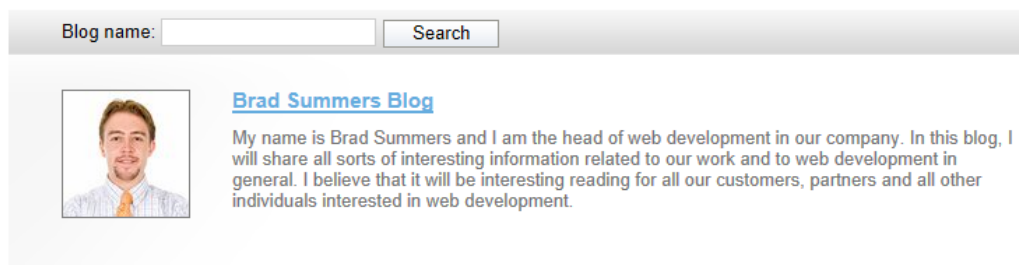 Blog name: Search
Brad Summers Blog
My name is Brad Summers and I am the head of web development in our company. In this blog, I
will share all sorts of interesting information related to our work and to web development in
general. I believe that it will be interesting reading for all our customers, partners and all other
individuals interested in web development.